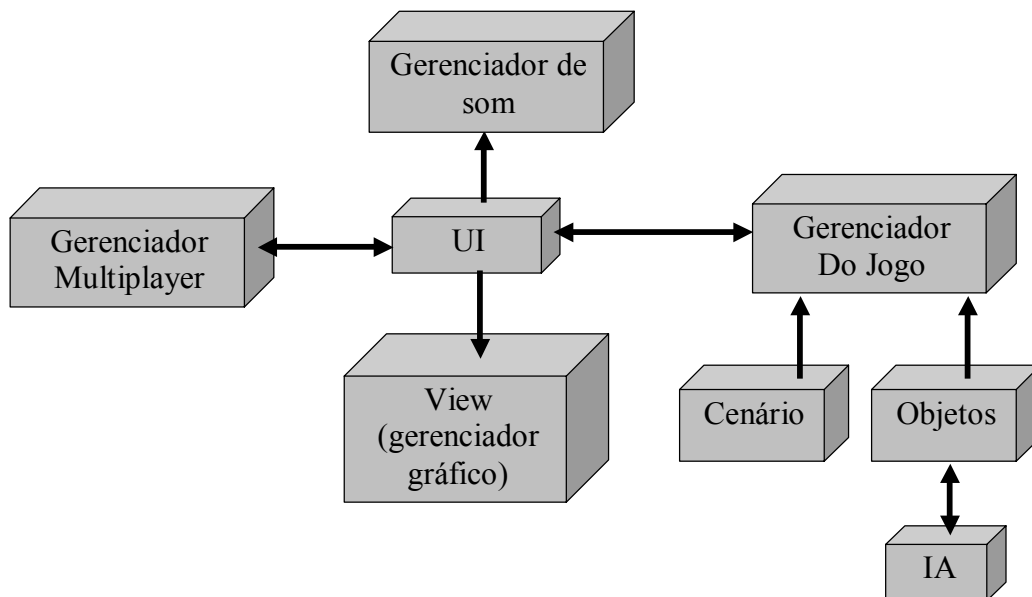 Gerenciador de
som
Gerenciador
Multiplayer
UI
Gerenciador
Do Jogo
View
(gerenciador
gráfico)
Cenário
Objetos
IA